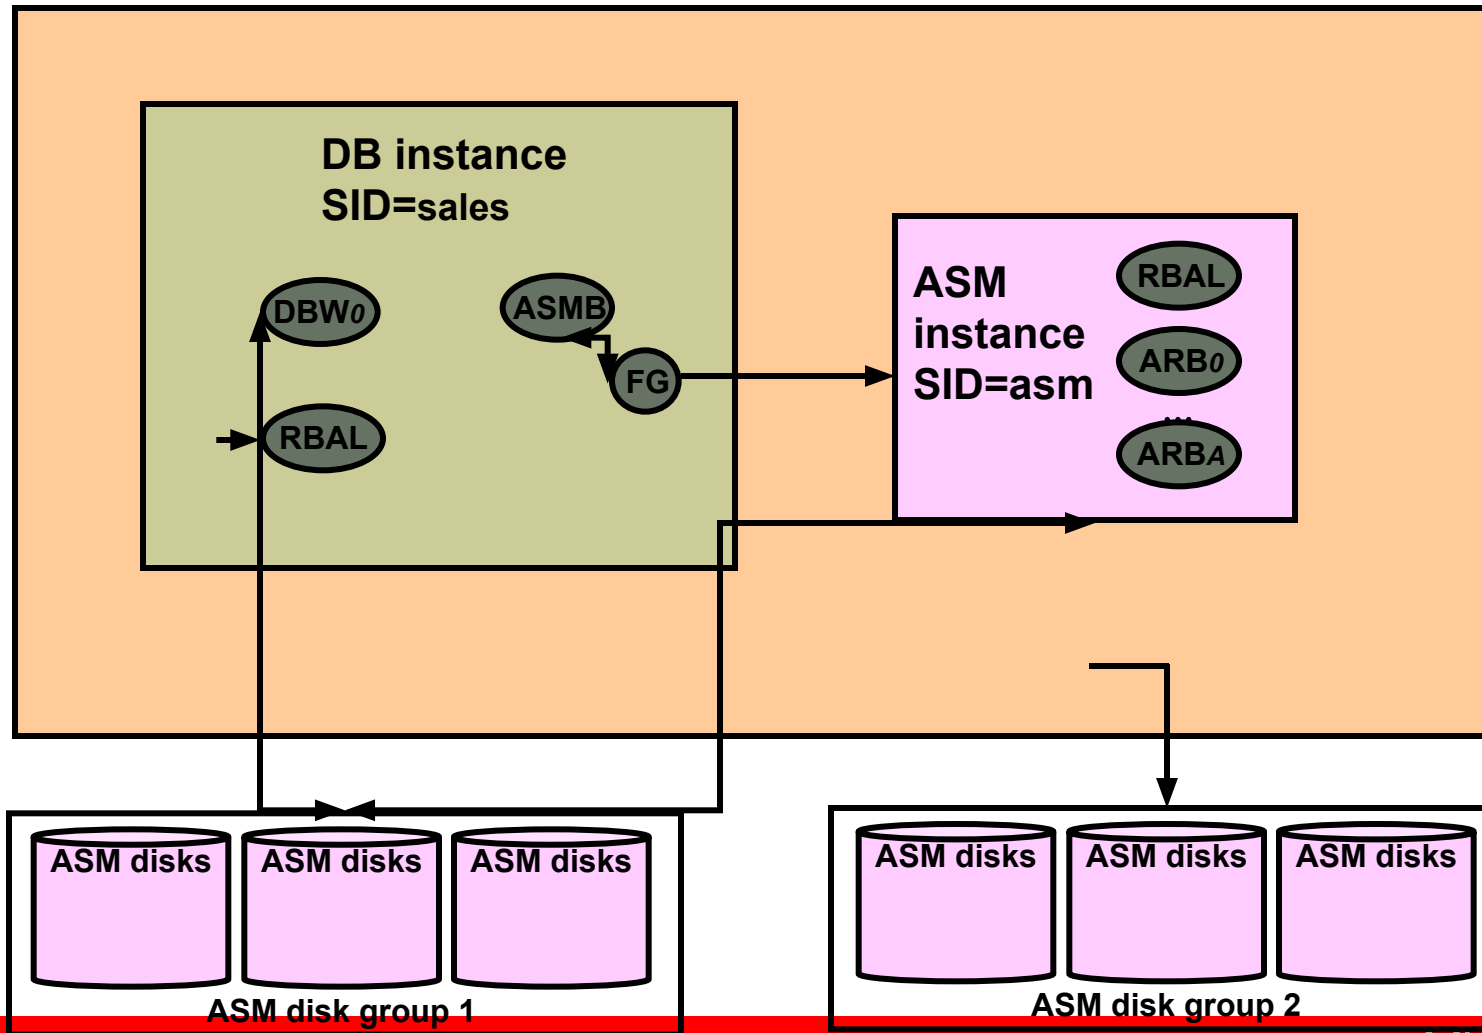 DB instance
SID=sales
DBW0
ASMB
FG
RBAL
ASM
instance
SID=asm
RBAL
ARB0
...
ARBA
ASM disks
ASM disks
ASM disks
ASM disk group 1
ASM disks
ASM disks
ASM disks
ASM disk group 2